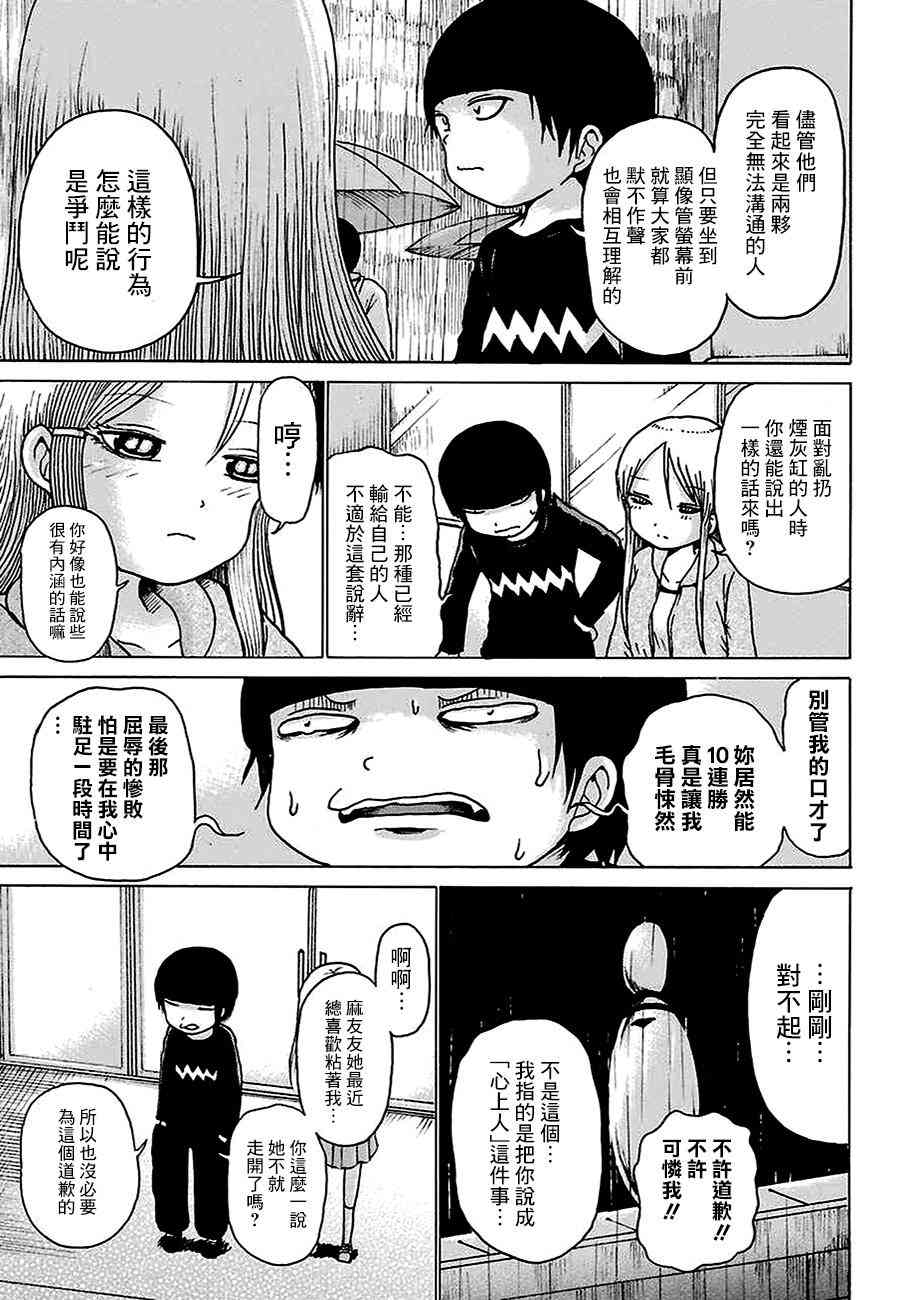 儘管他們
看起來是兩夥
完全無法溝通的人
但只要坐到
顯像管螢幕前
就算大家都
默不作聲
也會相互理解的
這樣的行為
怎麼能說
是爭鬥呢
面對亂扔
煙灰缸的人時
你還能說出
一樣的話來嗎?
不能…那種已經
輸給自己的人
不適於這套說辭…
哼…
你好像也能說些
很有內涵的話嘛
別管我的口才了
妳居然能
10連勝
真是讓我
毛骨悚然
最後那
屈辱的慘敗
怕是要在我心中
駐足一段時間了
…
…剛剛…
對不起…
不許道歉!!
不許
可憐我!!
不是這個…
我指的是把你說成
「心上人」這件事…
啊啊…
麻友友她最近
總喜歡粘著我…
你這麼一說
她不就
走開了嗎?
所以也沒必要
為這個道歉的